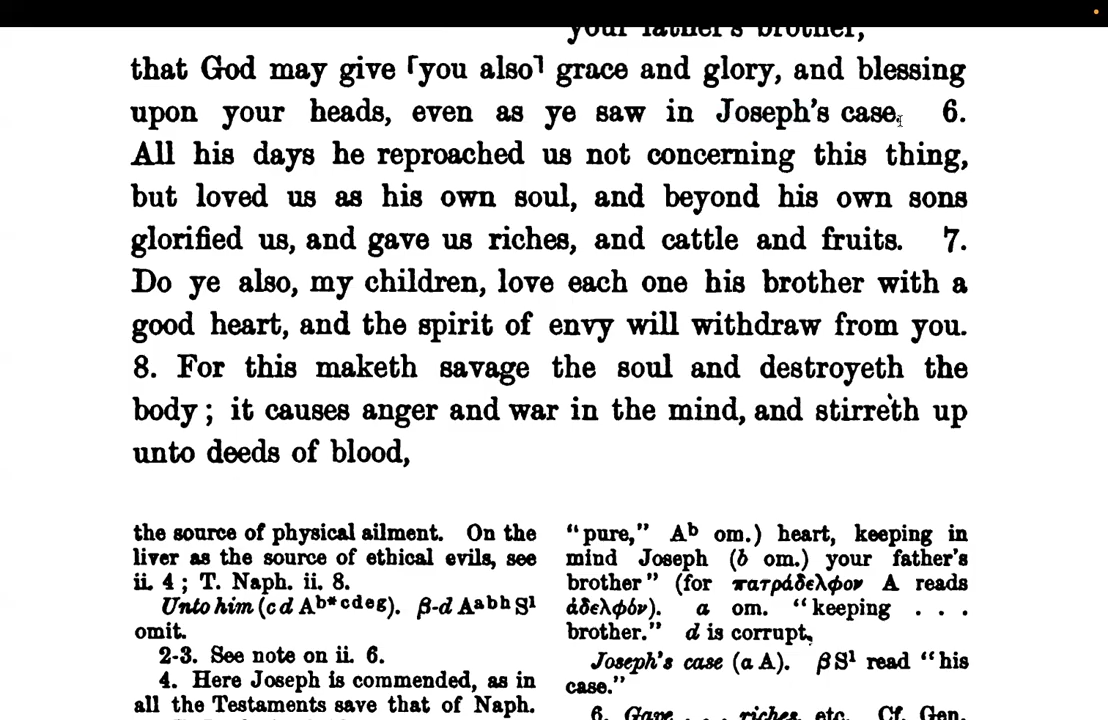 your father's brother,
that God may give ⸢you also⸣ grace and glory, and blessing
upon your heads, even as ye saw in Joseph's case. 6.
All his days he reproached us not concerning this thing,
but loved us as his own soul, and beyond his own sons
glorified us, and gave us riches, and cattle and fruits. 7.
Do ye also, my children, love each one his brother with a
good heart, and the spirit of envy will withdraw from you.
8. For this maketh savage the soul and destroyeth the
body; it causes anger and war in the mind, and stirreth up
unto deeds of blood,
the source of physical ailment. On the
liver as the source of ethical evils, see
ii. 4; T. Naph. ii. 8.
Unto him (c d Aᵇ*ᶜᵈᵉᵍ). β-d Aᵃᵇʰ S¹
omit.
2-3. See note on ii. 6.
4. Here Joseph is commended, as in
all the Testaments save that of Naph.
"pure," Aᵇ om.) heart, keeping in
mind Joseph (b om.) your father's
brother" (for πατράδελφον A reads
ἀδελφόν). a om. "keeping . . .
brother." d is corrupt.
Joseph's case (a A). β S¹ read "his
case."
6. Gave . . . riches, etc. Cf. Gen.